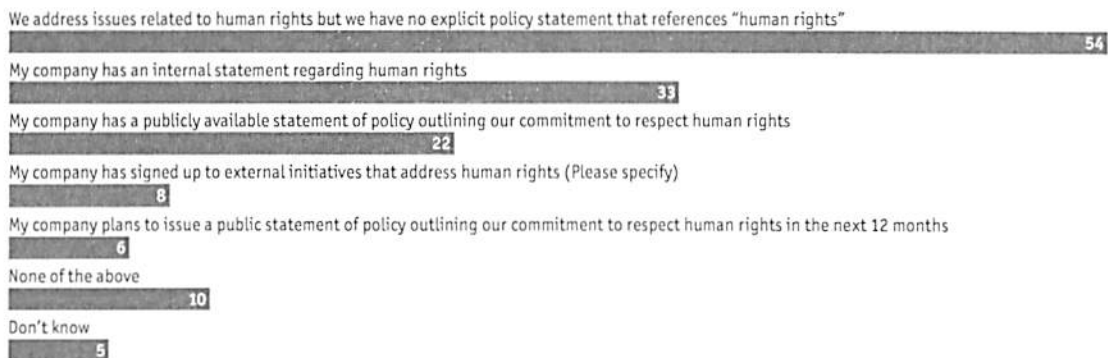 We address issues related to human rights but we have no explicit policy statement that references “human rights”
54
My company has an internal statement regarding human rights
33
My company has a publicly available statement of policy outlining our commitment to respect human rights
22
My company has signed up to external initiatives that address human rights (Please specify)
8
My company plans to issue a public statement of policy outlining our commitment to respect human rights in the next 12 months
6
None of the above
10
Don’t know
5